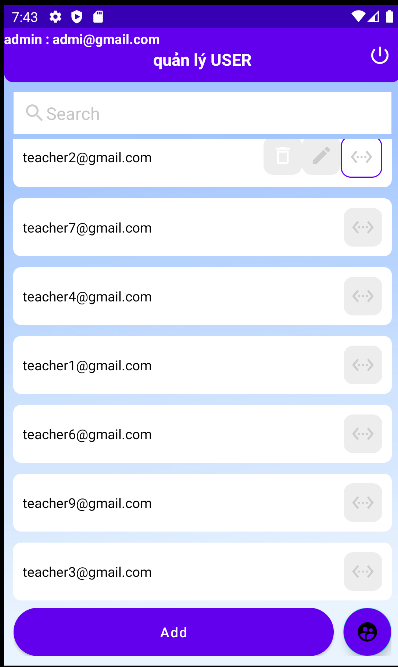 7:43
admin : admi@gmail.com
quản lý USER
Search
teacher2@gmail.com
teacher7@gmail.com
teacher4@gmail.com
teacher1@gmail.com
teacher6@gmail.com
teacher9@gmail.com
teacher3@gmail.com
Add